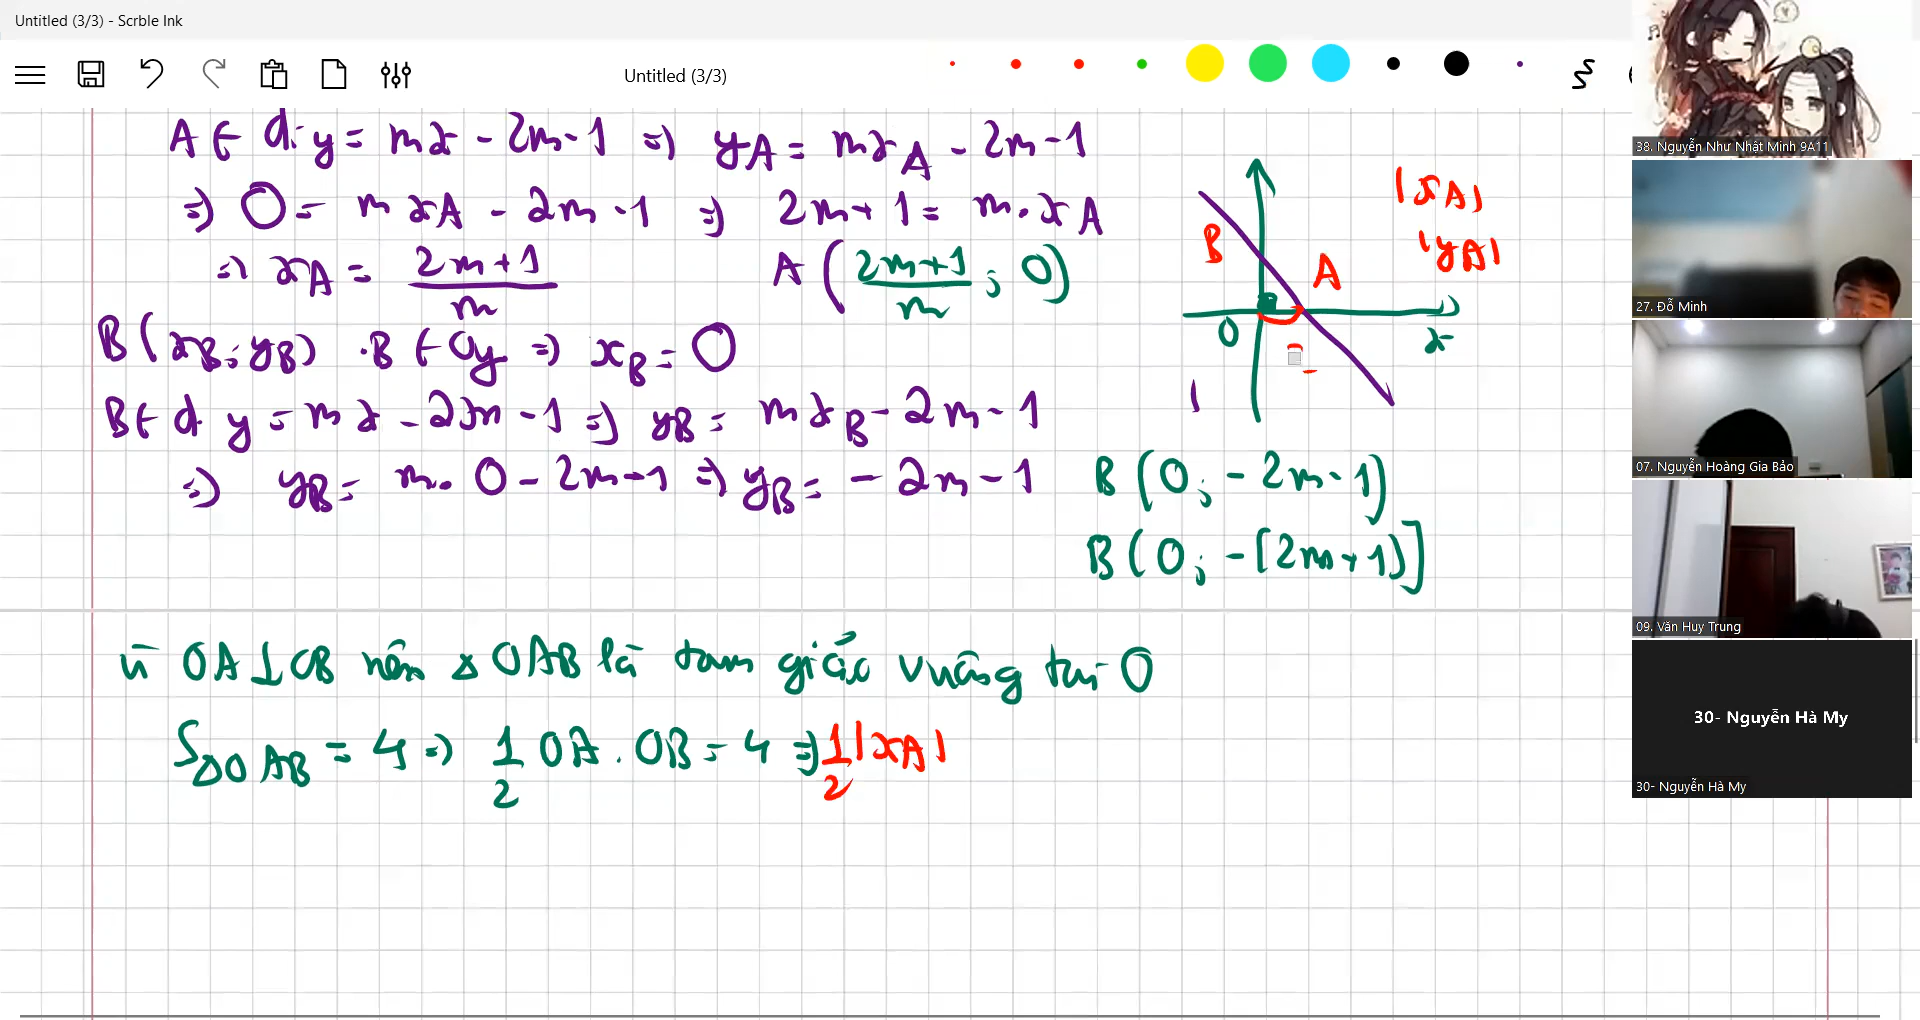 Untitled (3/3) - Scrble Ink
Untitled (3/3)
A ∈ d: y = mx - 2m - 1 => yA = mxA - 2m - 1
=> 0 = mxA - 2m - 1 => 2m + 1 = m.xA
=> xA = (2m+1)/m A((2m+1)/m ; 0)
B(xB; yB) . B ∈ Oy => xB = 0
B ∈ d y = mx - 2m - 1 => yB = mxB - 2m - 1
=> yB = m. 0 - 2m - 1 => yB = - 2m - 1
|xA|
|yA|
B
A
O
x
B(0; -2m-1)
B(0; -[2m+1)]
vì OA ⊥ OB nên Δ OAB là tam giác vuông tại O
SΔOAB = 4 => 1/2 OA . OB = 4 => 1/2 |xA|
38. Nguyễn Như Nhật Minh 9A11
27. Đỗ Minh
07. Nguyễn Hoàng Gia Bảo
09. Văn Huy Trung
30- Nguyễn Hà My
30- Nguyễn Hà My